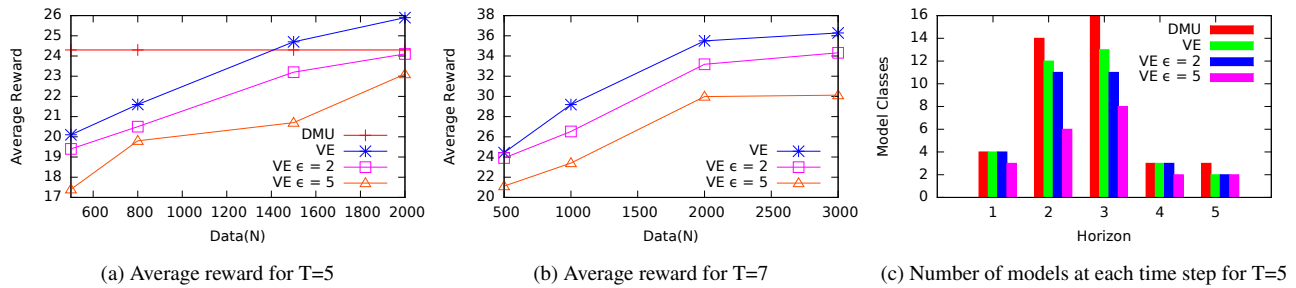 26
25
24
23
22
21
20
19
18
17
Average Reward
600 800 1000 1200 1400 1600 1800 2000
Data(N)
DMU
VE
VE ϵ = 2
VE ϵ = 5
(a) Average reward for T=5
38
36
34
32
30
28
26
24
22
20
Average Reward
500 1000 1500 2000 2500 3000
Data(N)
VE
VE ϵ = 2
VE ϵ = 5
(b) Average reward for T=7
16
14
12
10
8
6
4
2
0
Model Classes
1 2 3 4 5
Horizon
DMU
VE
VE ϵ = 2
VE ϵ = 5
(c) Number of models at each time step for T=5